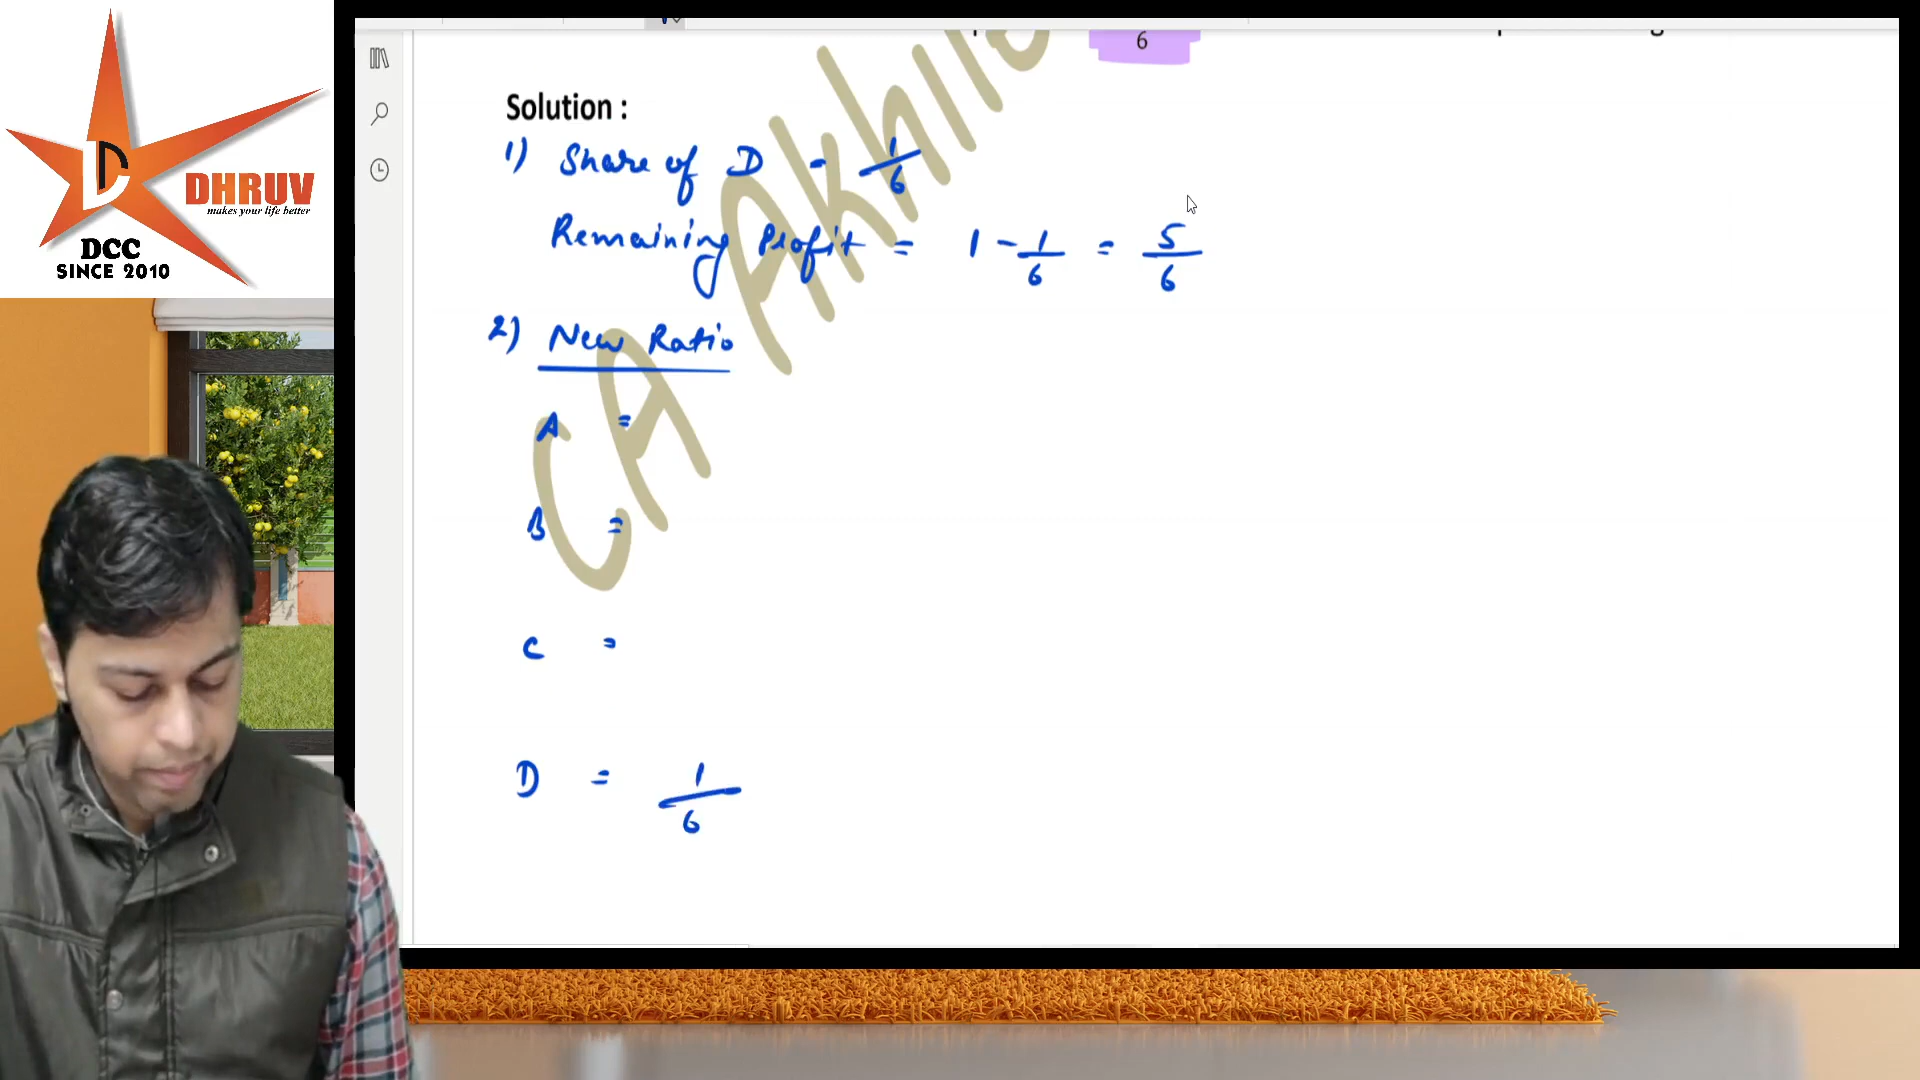 DHRUV
makes your life better
DCC
SINCE 2010
6
Solution :
1) Share of D - 1/6
Remaining Profit = 1 - 1/6 = 5/6
2) New Ratio
A =
B =
C =
D = 1/6
CA Akhil